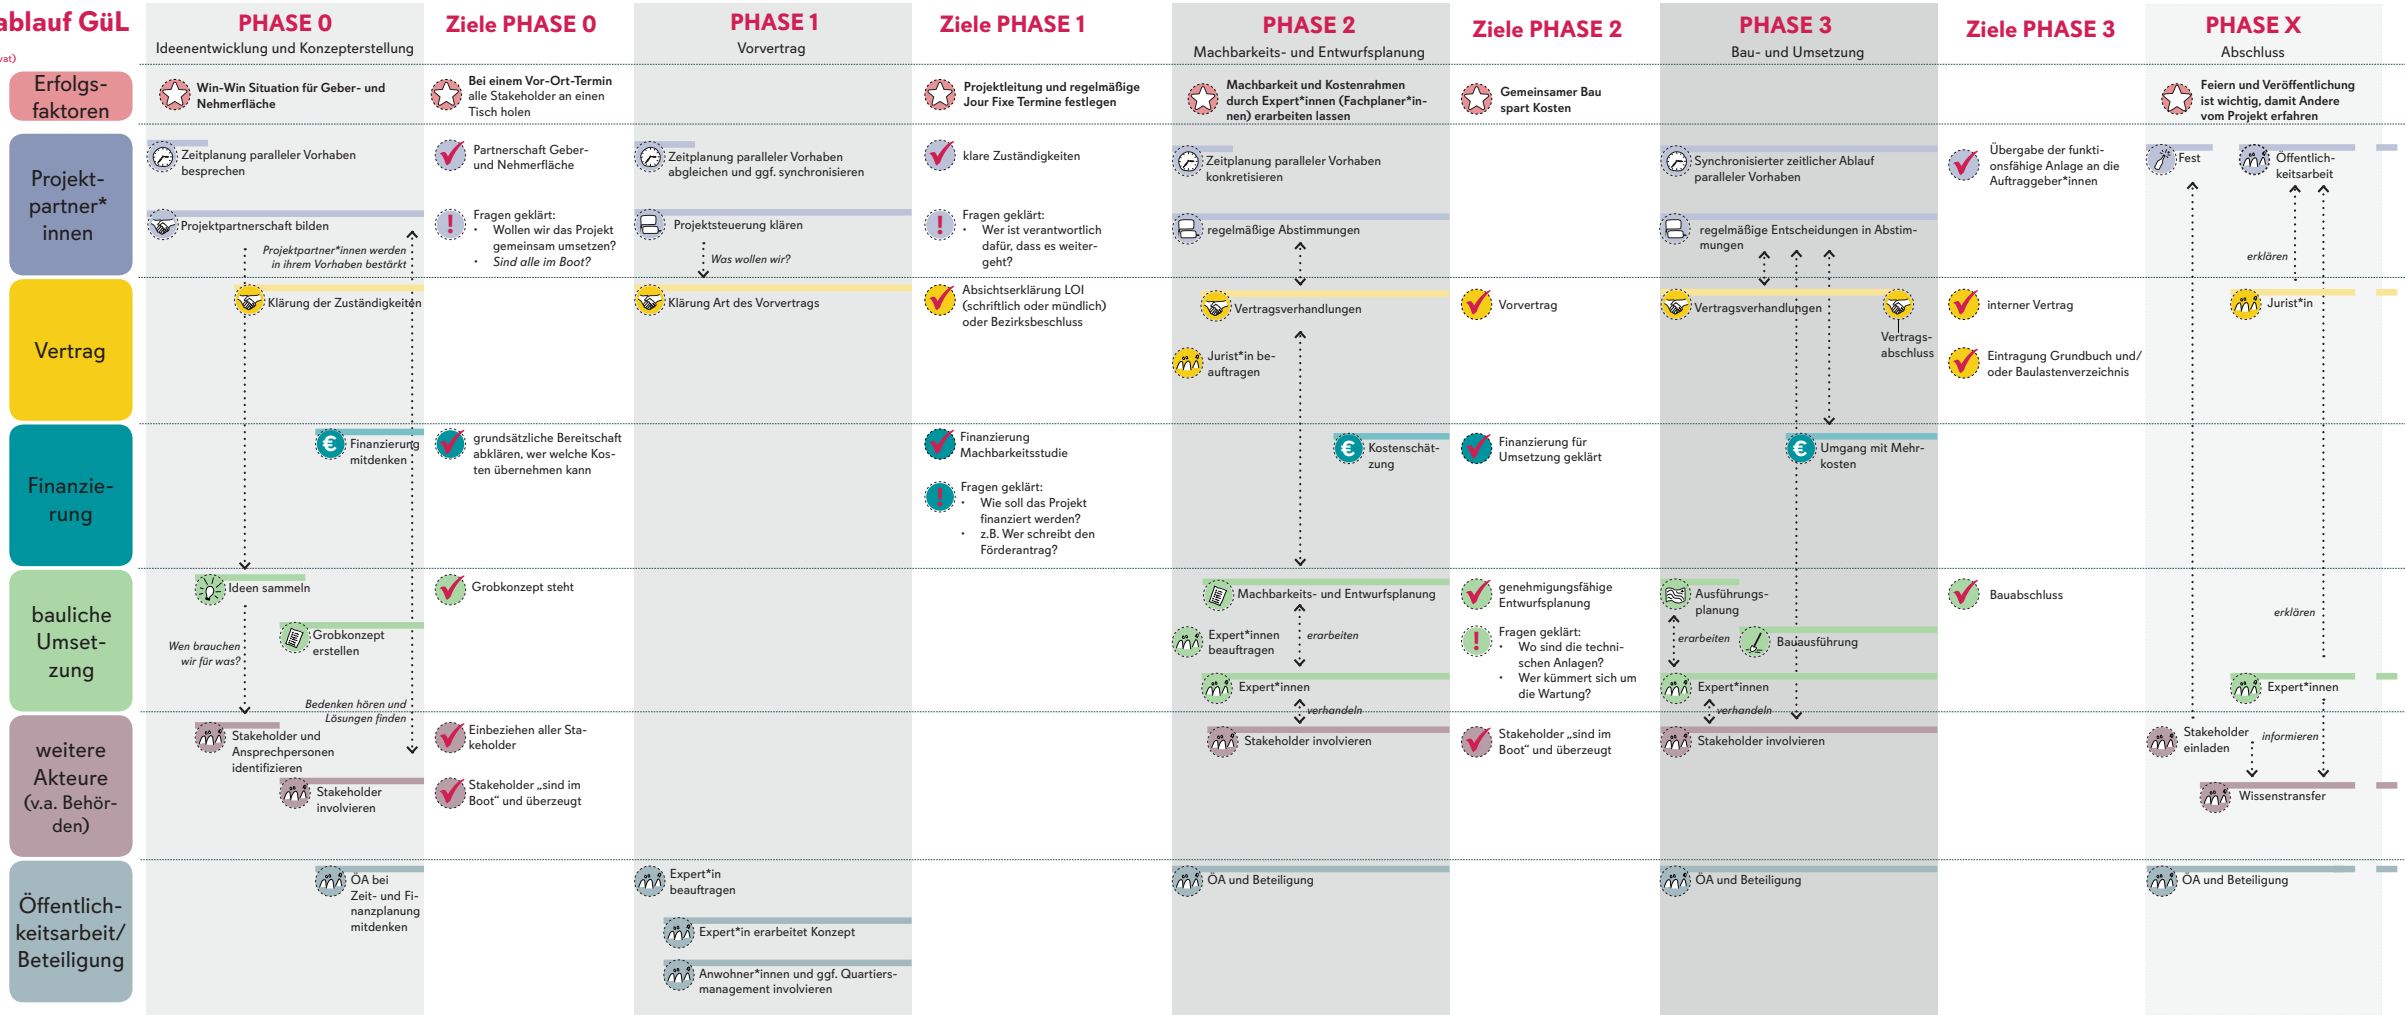 ablauf GüL
vat)
PHASE 0
Ideenentwicklung und Konzepterstellung
Ziele PHASE 0
PHASE 1
Vorvertrag
Ziele PHASE 1
PHASE 2
Machbarkeits- und Entwurfsplanung
Ziele PHASE 2
PHASE 3
Bau- und Umsetzung
Ziele PHASE 3
PHASE X
Abschluss
Erfolgs-
faktoren
Win-Win Situation für Geber- und
Nehmerfläche
Bei einem Vor-Ort-Termin
alle Stakeholder an einen
Tisch holen
Projektleitung und regelmäßige
Jour Fixe Termine festlegen
Machbarkeit und Kostenrahmen
durch Expert*innen (Fachplaner*in-
nen) erarbeiten lassen
Gemeinsamer Bau
spart Kosten
Feiern und Veröffentlichung
ist wichtig, damit Andere
vom Projekt erfahren
Projekt-
partner*
innen
Zeitplanung paralleler Vorhaben
besprechen
Projektpartnerschaft bilden
Projektpartner*innen werden
in ihrem Vorhaben bestärkt
Partnerschaft Geber-
und Nehmerfläche
Fragen geklärt:
• Wollen wir das Projekt
gemeinsam umsetzen?
• Sind alle im Boot?
Zeitplanung paralleler Vorhaben
abgleichen und ggf. synchronisieren
Projektsteuerung klären
Was wollen wir?
klare Zuständigkeiten
Fragen geklärt:
• Wer ist verantwortlich
dafür, dass es weiter-
geht?
Zeitplanung paralleler Vorhaben
konkretisieren
regelmäßige Abstimmungen
Synchronisierter zeitlicher Ablauf
paralleler Vorhaben
regelmäßige Entscheidungen in Abstim-
mungen
Übergabe der funkti-
onsfähige Anlage an die
Auftraggeber*innen
Fest
Öffentlich-
keitsarbeit
erklären
Vertrag
Klärung der Zuständigkeiten
Klärung Art des Vorvertrags
Absichtserklärung LOI
(schriftlich oder mündlich)
oder Bezirksbeschluss
Vertragsverhandlungen
Jurist*in be-
auftragen
Vorvertrag
Vertragsverhandlungen
Vertrags-
abschluss
interner Vertrag
Eintragung Grundbuch und/
oder Baulastenverzeichnis
Jurist*in
Finanzie-
rung
€
Finanzierung
mitdenken
grundsätzliche Bereitschaft
abklären, wer welche Kos-
ten übernehmen kann
Finanzierung
Machbarkeitsstudie
Fragen geklärt:
• Wie soll das Projekt
finanziert werden?
• z.B. Wer schreibt den
Förderantrag?
€
Kostenschät-
zung
Finanzierung für
Umsetzung geklärt
€
Umgang mit Mehr-
kosten
bauliche
Umset-
zung
Ideen sammeln
Grobkonzept
erstellen
Wen brauchen
wir für was?
Bedenken hören und
Lösungen finden
Grobkonzept steht
Machbarkeits- und Entwurfsplanung
Expert*innen
beauftragen
erarbeiten
Expert*innen
verhandeln
genehmigungsfähige
Entwurfsplanung
Fragen geklärt:
• Wo sind die techni-
schen Anlagen?
• Wer kümmert sich um
die Wartung?
Ausführungs-
planung
erarbeiten
Bauausführung
Expert*innen
verhandeln
Bauabschluss
erklären
Expert*innen
weitere
Akteure
(v.a. Behör-
den)
Stakeholder und
Ansprechpersonen
identifizieren
Stakeholder
involvieren
Einbeziehen aller Sta-
keholder
Stakeholder „sind im
Boot“ und überzeugt
Stakeholder involvieren
Stakeholder „sind im
Boot“ und überzeugt
Stakeholder involvieren
Stakeholder
einladen
informieren
Wissenstransfer
Öffentlich-
keitsarbeit/
Beteiligung
ÖA bei
Zeit- und Fi-
nanzplanung
mitdenken
Expert*in
beauftragen
Expert*in erarbeitet Konzept
Anwohner*innen und ggf. Quartiers-
management involvieren
ÖA und Beteiligung
ÖA und Beteiligung
ÖA und Beteiligung